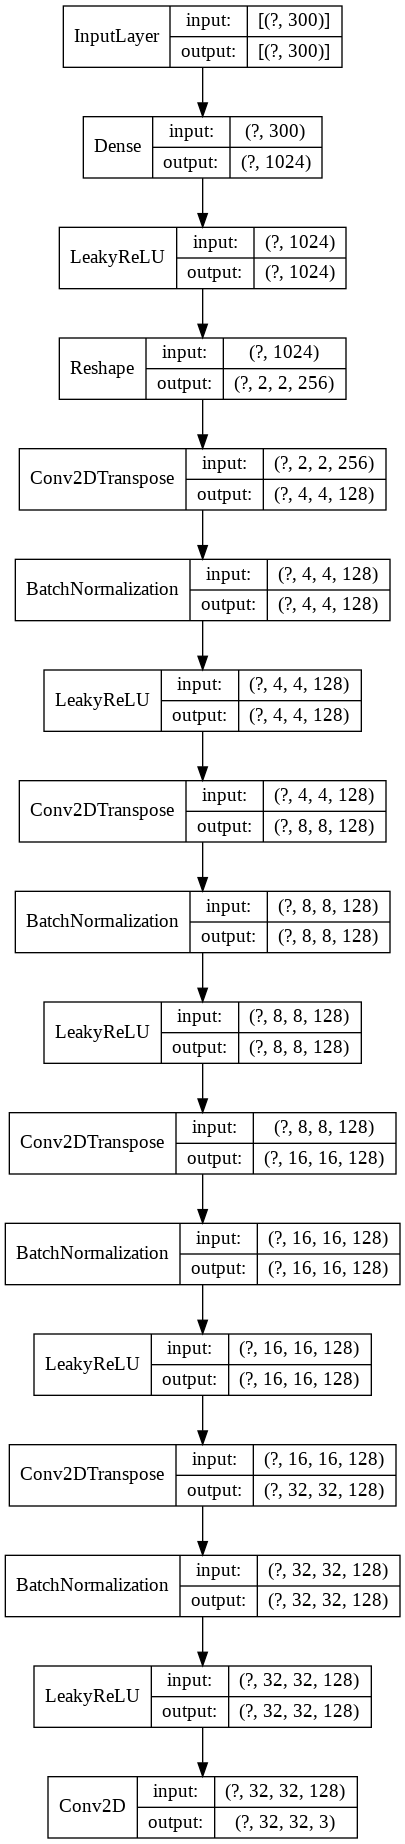 InputLayer input: [(?, 300)]
output: [(?, 300)]
Dense input: (?, 300)
output: (?, 1024)
LeakyReLU input: (?, 1024)
output: (?, 1024)
Reshape input: (?, 1024)
output: (?, 2, 2, 256)
Conv2DTranspose input: (?, 2, 2, 256)
output: (?, 4, 4, 128)
BatchNormalization input: (?, 4, 4, 128)
output: (?, 4, 4, 128)
LeakyReLU input: (?, 4, 4, 128)
output: (?, 4, 4, 128)
Conv2DTranspose input: (?, 4, 4, 128)
output: (?, 8, 8, 128)
BatchNormalization input: (?, 8, 8, 128)
output: (?, 8, 8, 128)
LeakyReLU input: (?, 8, 8, 128)
output: (?, 8, 8, 128)
Conv2DTranspose input: (?, 8, 8, 128)
output: (?, 16, 16, 128)
BatchNormalization input: (?, 16, 16, 128)
output: (?, 16, 16, 128)
LeakyReLU input: (?, 16, 16, 128)
output: (?, 16, 16, 128)
Conv2DTranspose input: (?, 16, 16, 128)
output: (?, 32, 32, 128)
BatchNormalization input: (?, 32, 32, 128)
output: (?, 32, 32, 128)
LeakyReLU input: (?, 32, 32, 128)
output: (?, 32, 32, 128)
Conv2D input: (?, 32, 32, 128)
output: (?, 32, 32, 3)